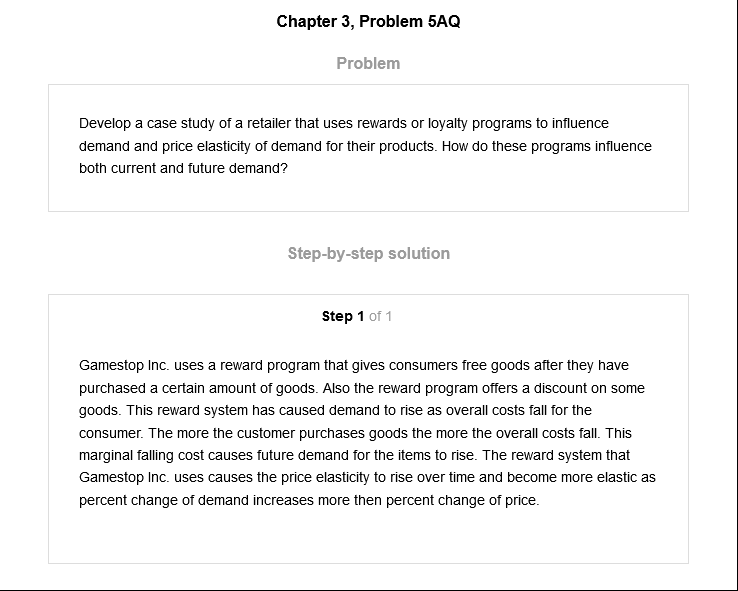 Chapter 3, Problem 5AQ
Problem
Develop a case study of a retailer that uses rewards or loyalty programs to influence
demand and price elasticity of demand for their products. How do these programs influence
both current and future demand?
Step-by-step solution
Step 1 of 1
Gamestop Inc. uses a reward program that gives consumers free goods after they have
purchased a certain amount of goods. Also the reward program offers a discount on some
goods. This reward system has caused demand to rise as overall costs fall for the
consumer. The more the customer purchases goods the more the overall costs fall. This
marginal falling cost causes future demand for the items to rise. The reward system that
Gamestop Inc. uses causes the price elasticity to rise over time and become more elastic as
percent change of demand increases more then percent change of price.